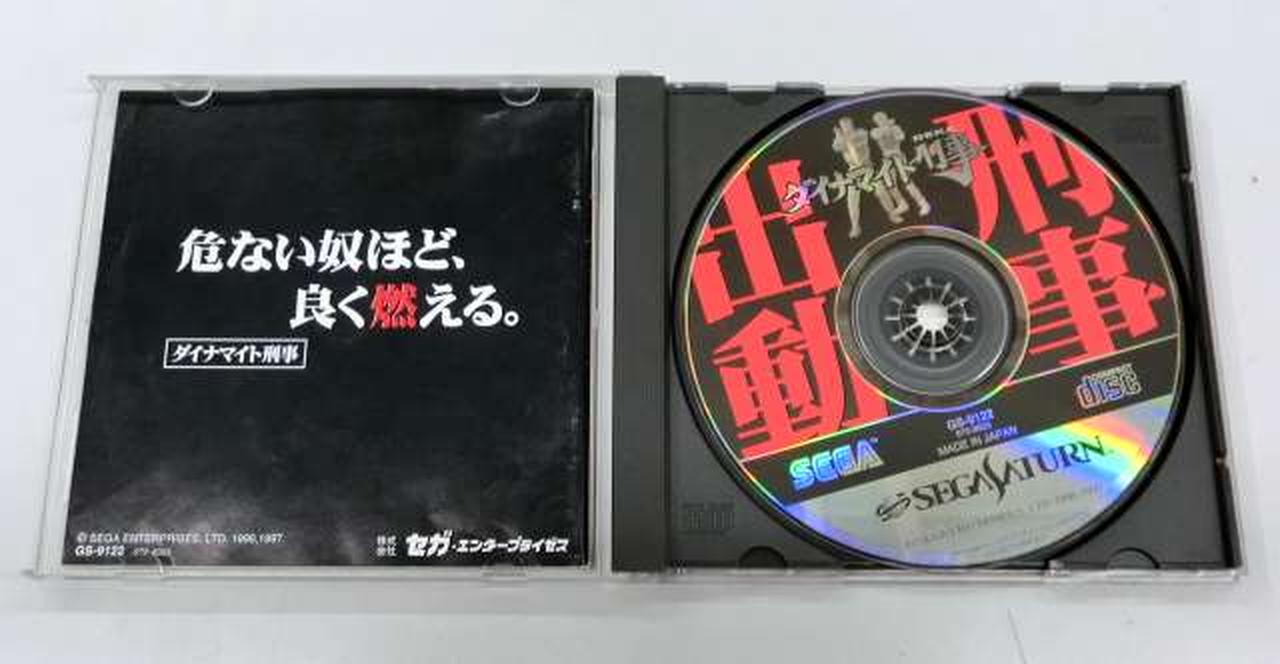 危ない奴ほど、
良く燃える。
ダイナマイト刑事
© SEGA ENTERPRISES, LTD. 1996,1997.
GS-9122
株式会社 セガ・エンタープライゼス
ダイナマイト刑事
刑事
出動
COMPACT
disc
GS-9122
MADE IN JAPAN
SEGA™
SEGA SATURN™